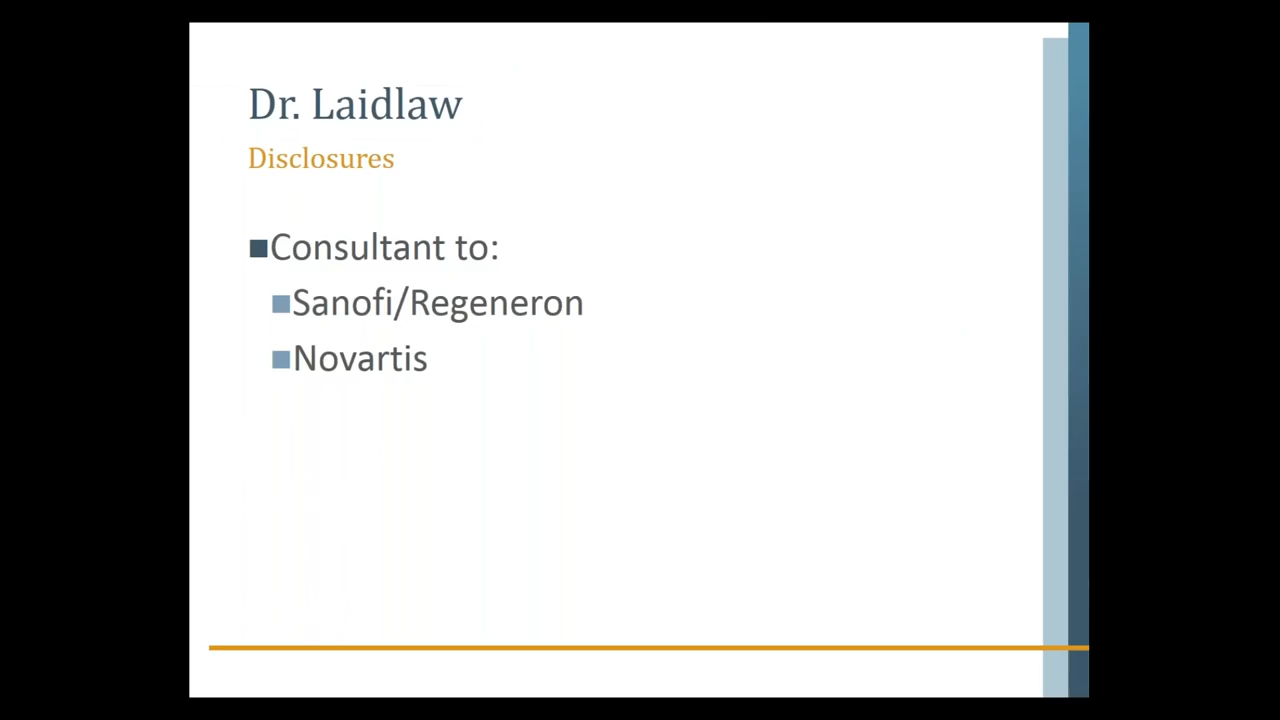 Dr. Laidlaw
Disclosures
Consultant to:
Sanofi/Regeneron
Novartis